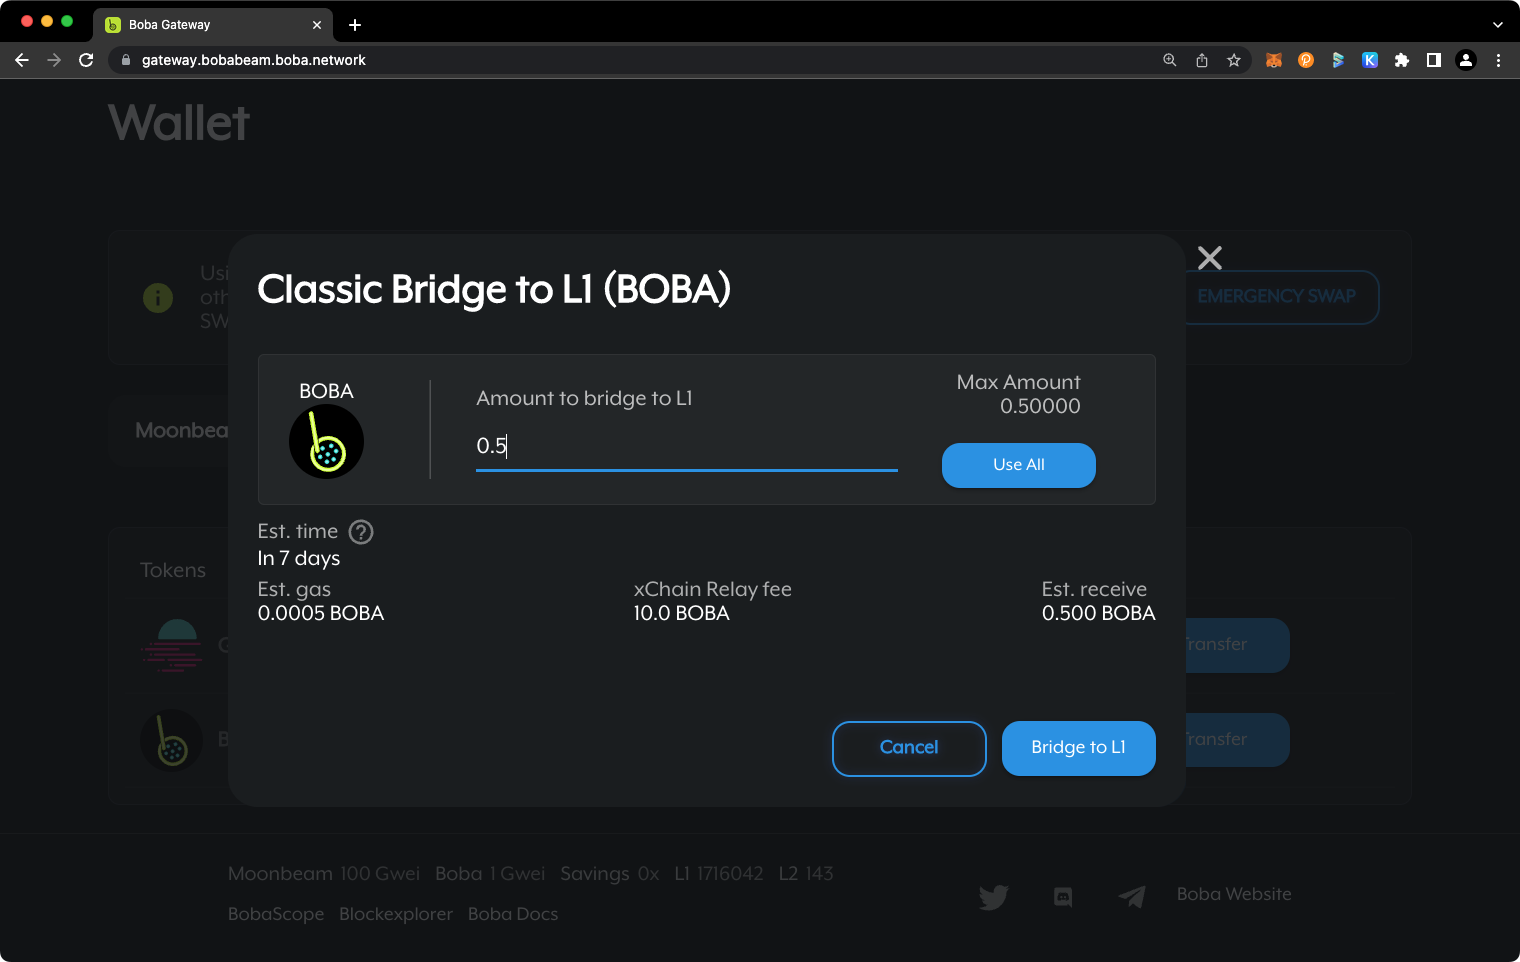 Boba Gateway
gateway.bobabeam.boba.network
Wallet
Usi
oth
SW
EMERGENCY SWAP
Classic Bridge to L1 (BOBA)
BOBA
Amount to bridge to L1
0.5
Max Amount
0.50000
Use All
Moonbea
Est. time ?
In 7 days
Est. gas
0.0005 BOBA
xChain Relay fee
10.0 BOBA
Est. receive
0.500 BOBA
Tokens
Transfer
B
Transfer
Cancel
Bridge to L1
Moonbeam 100 Gwei Boba 1 Gwei Savings 0x L1 1716042 L2 143
BobaScope Blockexplorer Boba Docs
Boba Website